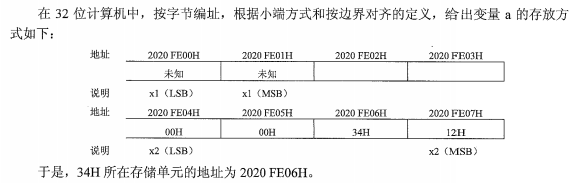 在 32 位计算机中，按字节编址，根据小端方式和按边界对齐的定义，给出变量 a 的存放方
式如下：
地址 2020 FE00H 2020 FE01H 2020 FE02H 2020 FE03H
未知 未知
说明 x1（LSB） x1（MSB）
地址 2020 FE04H 2020 FE05H 2020 FE06H 2020 FE07H
00H 00H 34H 12H
说明 x2（LSB） x2（MSB）
于是，34H 所在存储单元的地址为 2020 FE06H。